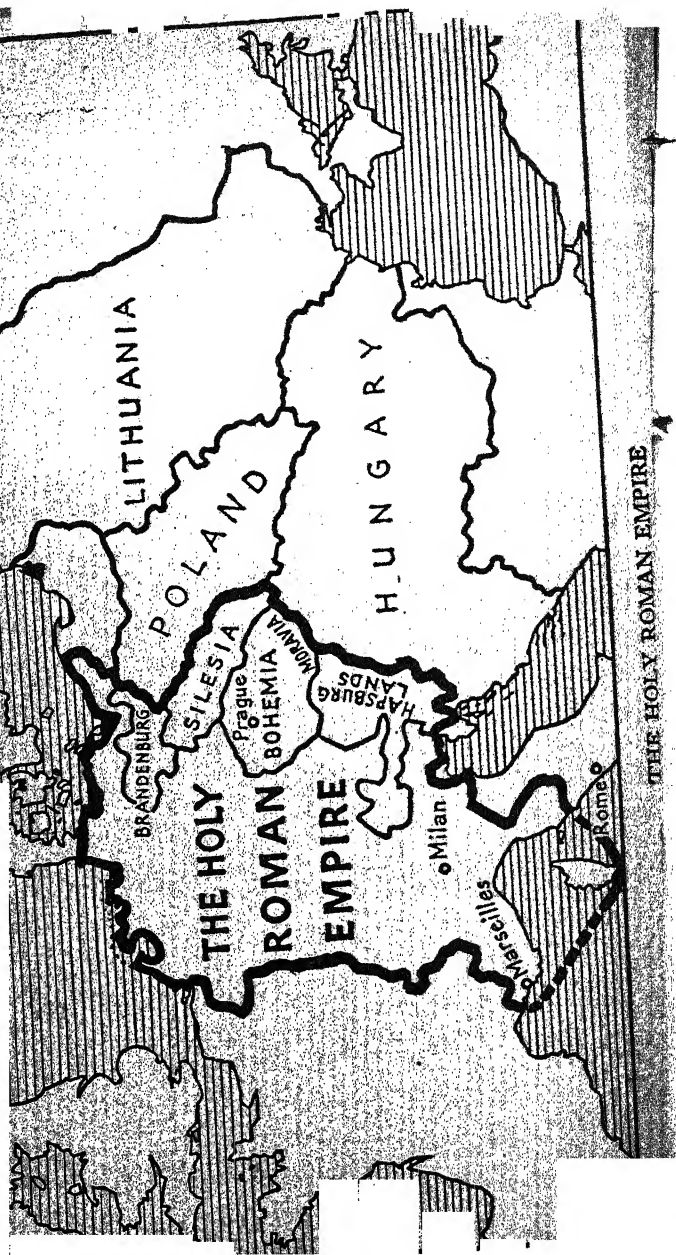 LITHUANIA
POLAND
HUNGARY
BRANDENBURG
SILESIA
Prague
BOHEMIA
MORAVIA
HAPSBURG
LANDS
THE HOLY
ROMAN
EMPIRE
Milan
Marseilles
Rome
THE HOLY ROMAN EMPIRE